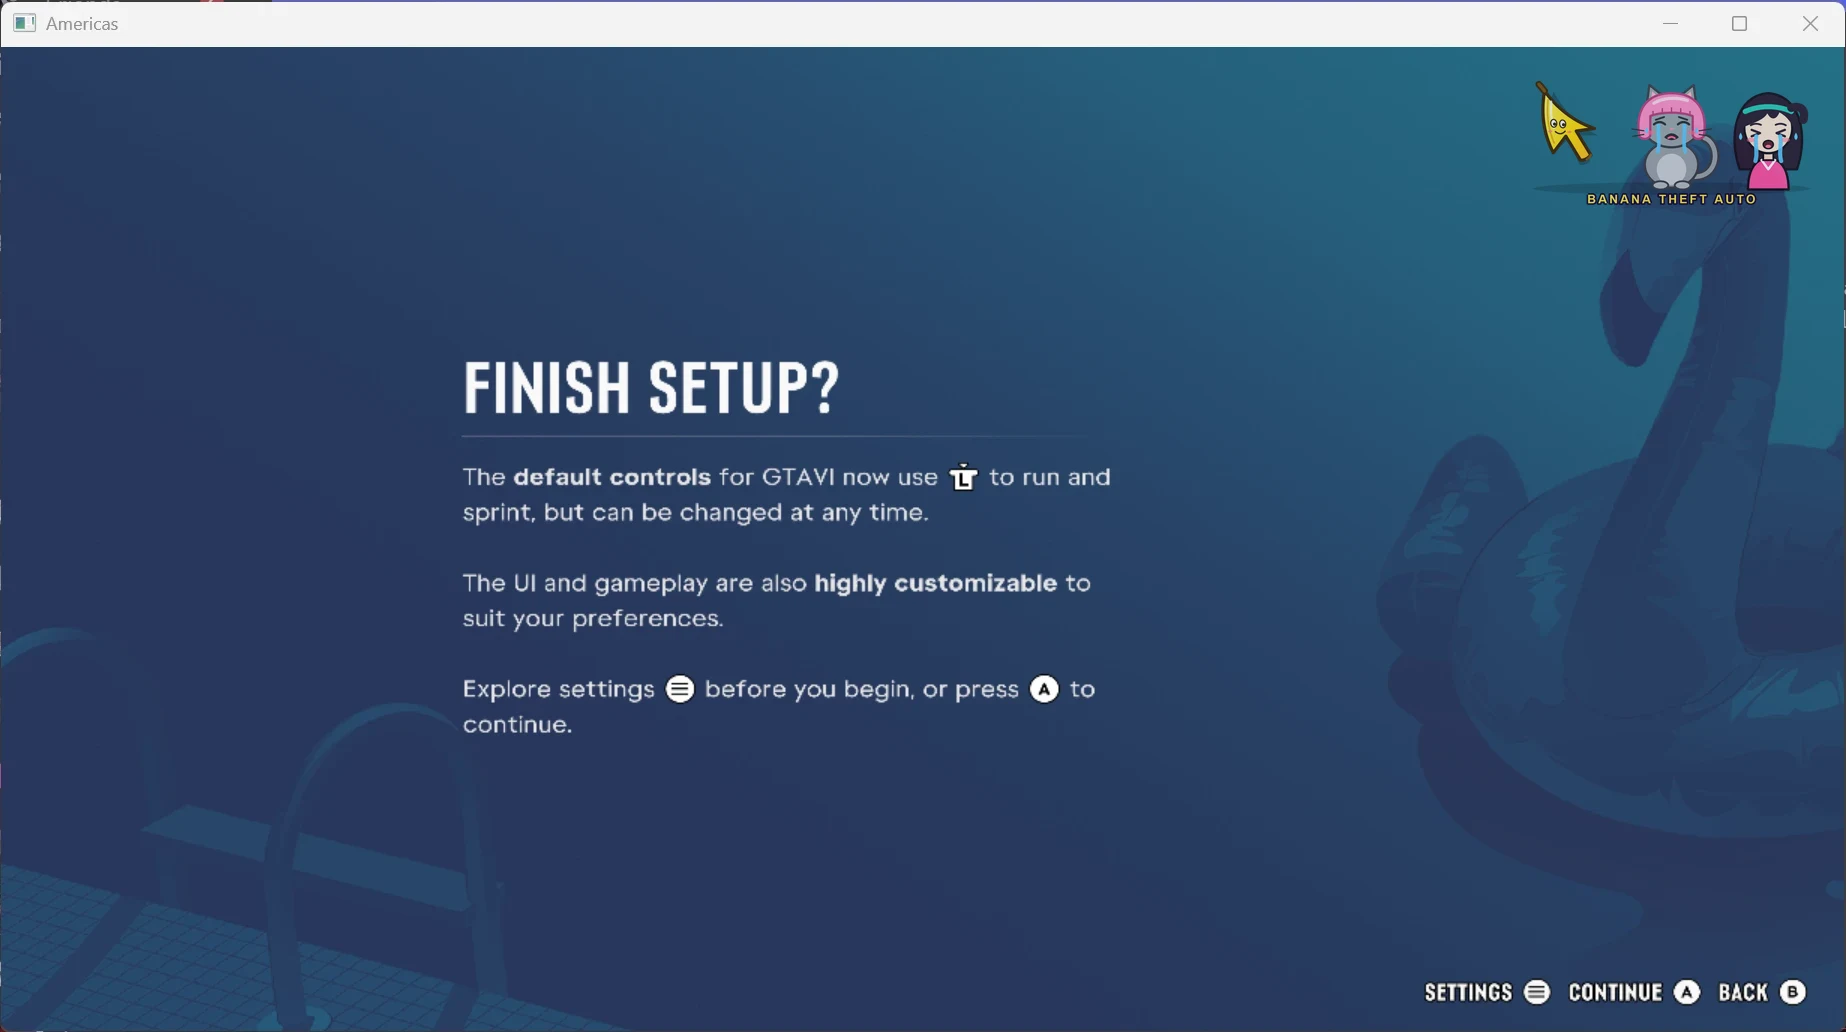 Americas
BANANA THEFT AUTO
FINISH SETUP?
The default controls for GTAVI now use L to run and
sprint, but can be changed at any time.
The UI and gameplay are also highly customizable to
suit your preferences.
Explore settings before you begin, or press A to
continue.
SETTINGS CONTINUE A BACK B